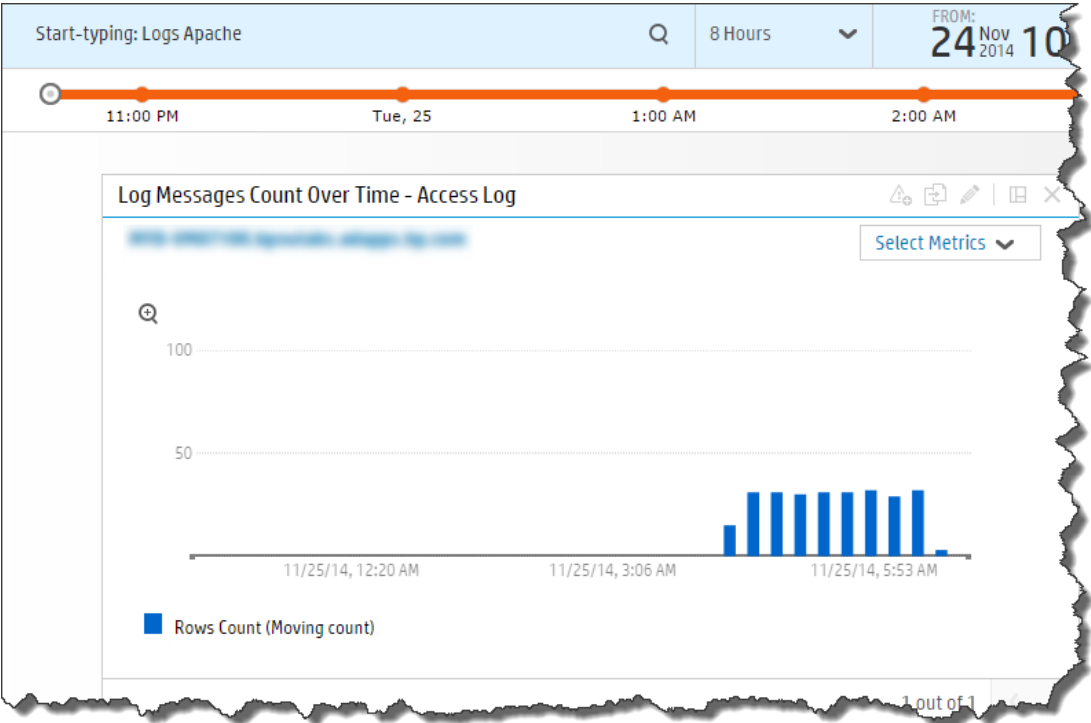 Start-typing: Logs Apache
8 Hours
FROM:
24 Nov 2014 10
11:00 PM
Tue, 25
1:00 AM
2:00 AM
Log Messages Count Over Time - Access Log
Select Metrics
100
50
11/25/14, 12:20 AM
11/25/14, 3:06 AM
11/25/14, 5:53 AM
Rows Count (Moving count)
1 out of 1